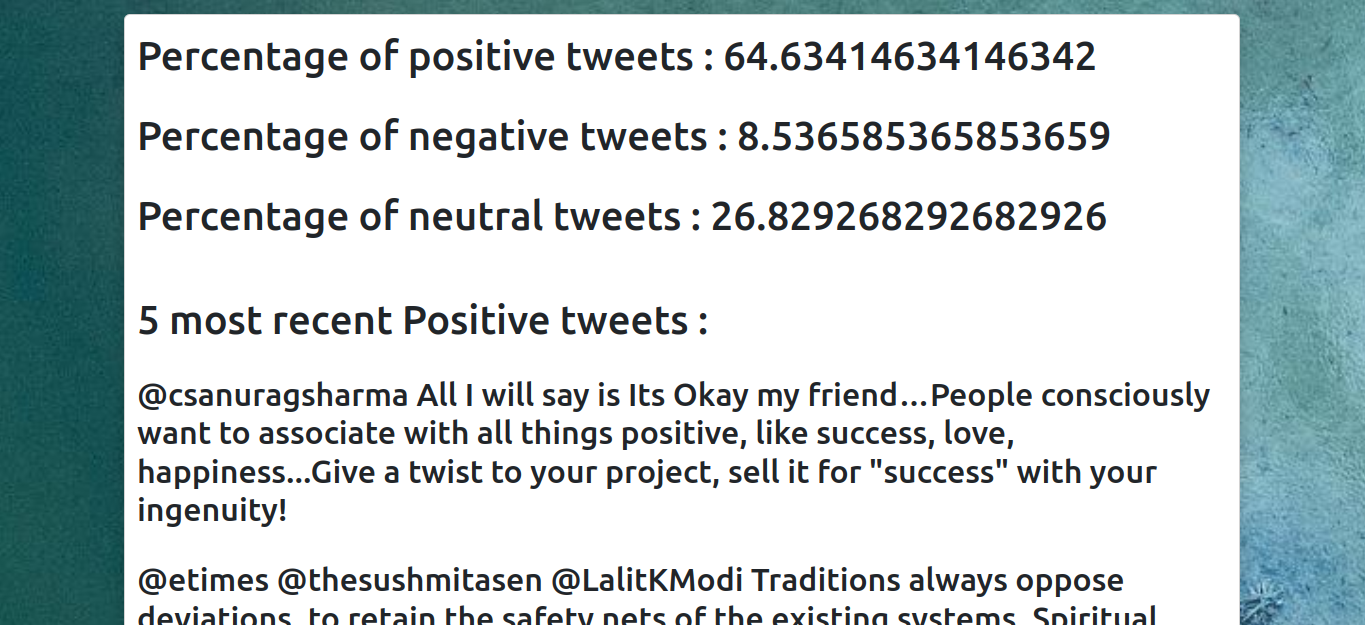 Percentage of positive tweets : 64.63414634146342
Percentage of negative tweets : 8.536585365853659
Percentage of neutral tweets : 26.829268292682926
5 most recent Positive tweets :
@csanuragsharma All I will say is Its Okay my friend...People consciously
want to associate with all things positive, like success, love,
happiness...Give a twist to your project, sell it for "success" with your
ingenuity!
@etimes @thesushmitasen @LalitKModi Traditions always oppose
deviations, to retain the safety nets of the existing systems. Spiritual